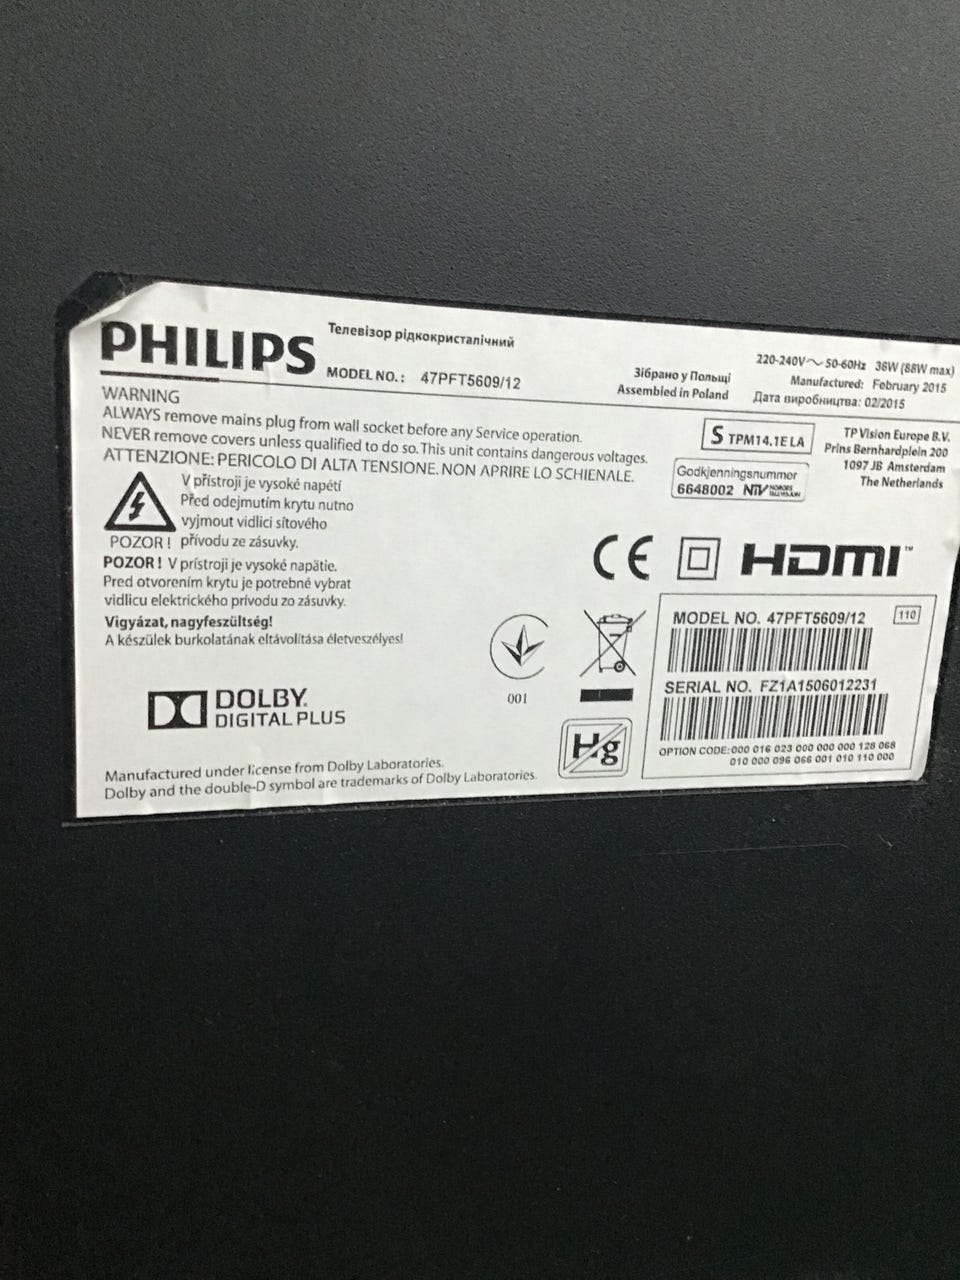 PHILIPS
Телевізор рідкокристалічний
MODEL NO.: 47PFT5609/12
Зібрано у Польщі
Assembled in Poland
220-240V～ 50-60Hz 36W (88W max)
Manufactured: February 2015
Дата виробництва: 02/2015
WARNING
ALWAYS remove mains plug from wall socket before any Service operation.
NEVER remove covers unless qualified to do so. This unit contains dangerous voltages.
ATTENZIONE: PERICOLO DI ALTA TENSIONE. NON APRIRE LO SCHIENALE.
S TPM14.1E LA
TP Vision Europe B.V.
Prins Bernhardplein 200
1097 JB Amsterdam
The Netherlands
Godkjenningsnummer
6648002 NTV NORGES TELEVISJON
V přístroji je vysoké napětí
Před odejmutím krytu nutno
vyjmout vidlici sítového
POZOR! přívodu ze zásuvky.
POZOR! V prístroji je vysoké napätie.
Pred otvorením krytu je potrebné vybrat
vidlicu elektrického prívodu zo zásuvky.
Vigyázat, nagyfeszültség!
A készülek burkolatának eltávolítása életveszélyes!
CE
HDMI™
001
Hg
MODEL NO. 47PFT5609/12
110
SERIAL NO. FZ1A1506012231
OPTION CODE:000 016 023 000 000 000 128 068
010 000 096 066 001 010 110 000
DOLBY
DIGITAL PLUS
Manufactured under license from Dolby Laboratories.
Dolby and the double-D symbol are trademarks of Dolby Laboratories.